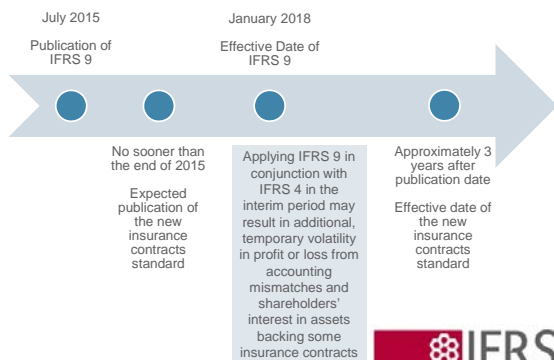 July 2015
Publication of
IFRS 9
January 2018
Effective Date of
IFRS 9
No sooner than
the end of 2015
Expected
publication of
the new
insurance
contracts
standard
Applying IFRS 9 in
conjunction with
IFRS 4 in the
interim period may
result in additional,
temporary volatility
in profit or loss from
accounting
mismatches and
shareholders'
interest in assets
backing some
insurance contracts
Approximately 3
years after
publication date
Effective date of
the new
insurance
contracts
standard
IFRS